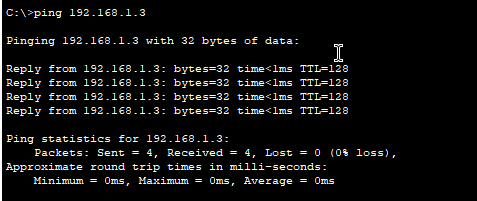 C:\>ping 192.168.1.3
Pinging 192.168.1.3 with 32 bytes of data:
Reply from 192.168.1.3: bytes=32 time<1ms TTL=128
Reply from 192.168.1.3: bytes=32 time<1ms TTL=128
Reply from 192.168.1.3: bytes=32 time<1ms TTL=128
Reply from 192.168.1.3: bytes=32 time<1ms TTL=128
Ping statistics for 192.168.1.3:
    Packets: Sent = 4, Received = 4, Lost = 0 (0% loss),
Approximate round trip times in milli-seconds:
    Minimum = 0ms, Maximum = 0ms, Average = 0ms